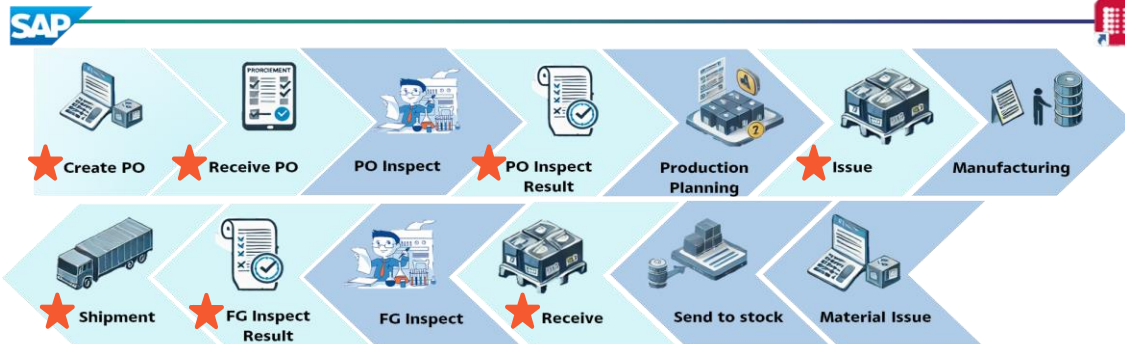 SAP
PRORCIEMENT
Create PO
Receive PO
PO Inspect
PO Inspect
Result
Production
Planning
Issue
Manufacturing
Shipment
FG Inspect
Result
FG Inspect
Receive
Send to stock
Material Issue